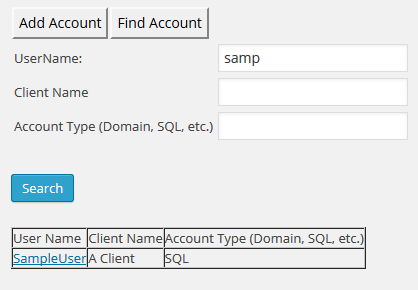 Add Account Find Account
UserName: samp
Client Name
Account Type (Domain, SQL, etc.)
Search
User Name Client Name Account Type (Domain, SQL, etc.)
SampleUser A Client SQL